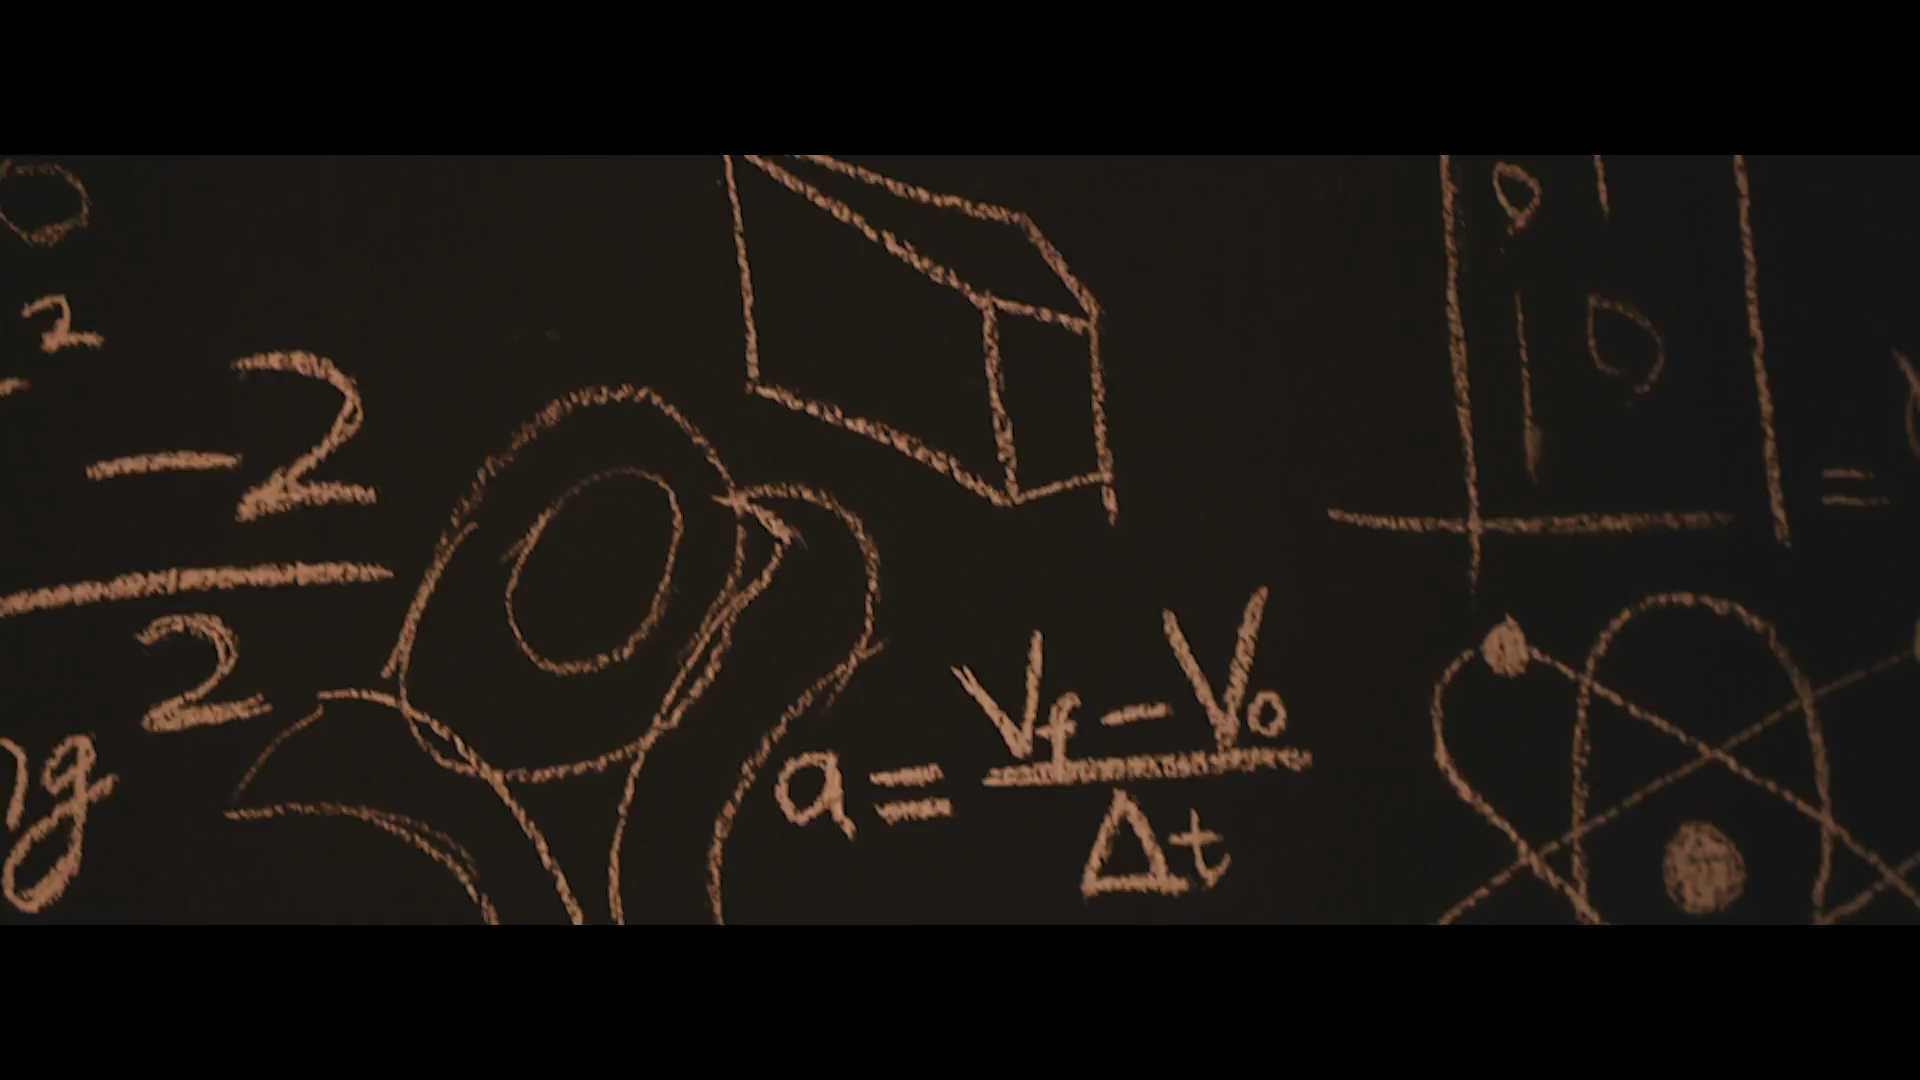 2
-2
2
g
a = Vf - Vo
Δt
=